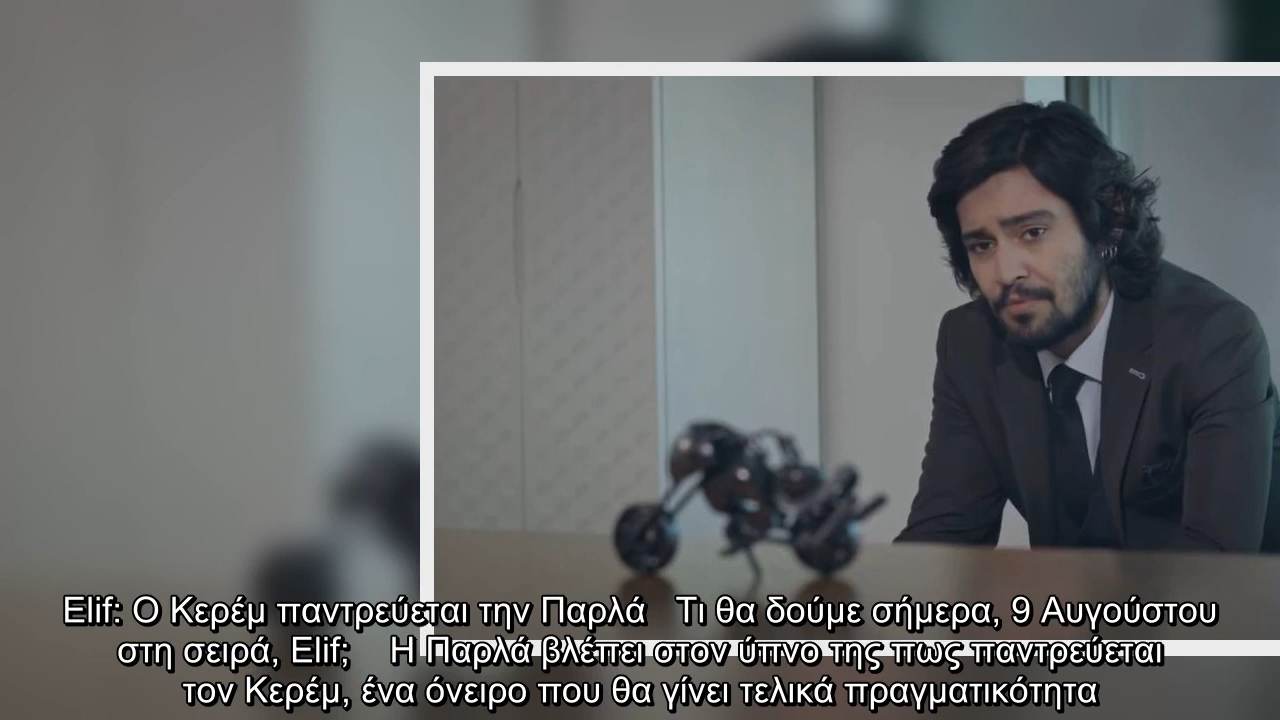 Elif: Ο Κερέμ παντρεύεται την Παρλά Τι θα δούμε σήμερα, 9 Αυγούστου
στη σειρά, Elif; Η Παρλά βλέπει στον ύπνο της πως παντρεύεται
τον Κερέμ, ένα όνειρο που θα γίνει τελικά πραγματικότητα